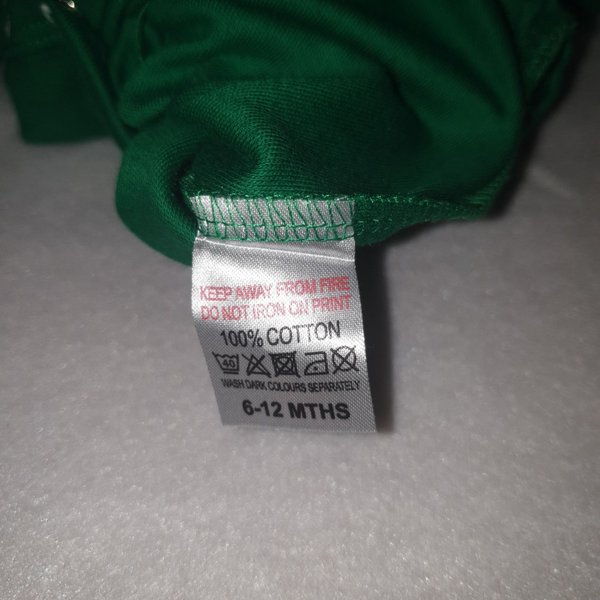 KEEP AWAY FROM FIRE
DO NOT IRON ON PRINT
100% COTTON
40
WASH DARK COLOURS SEPARATELY
6-12 MTHS